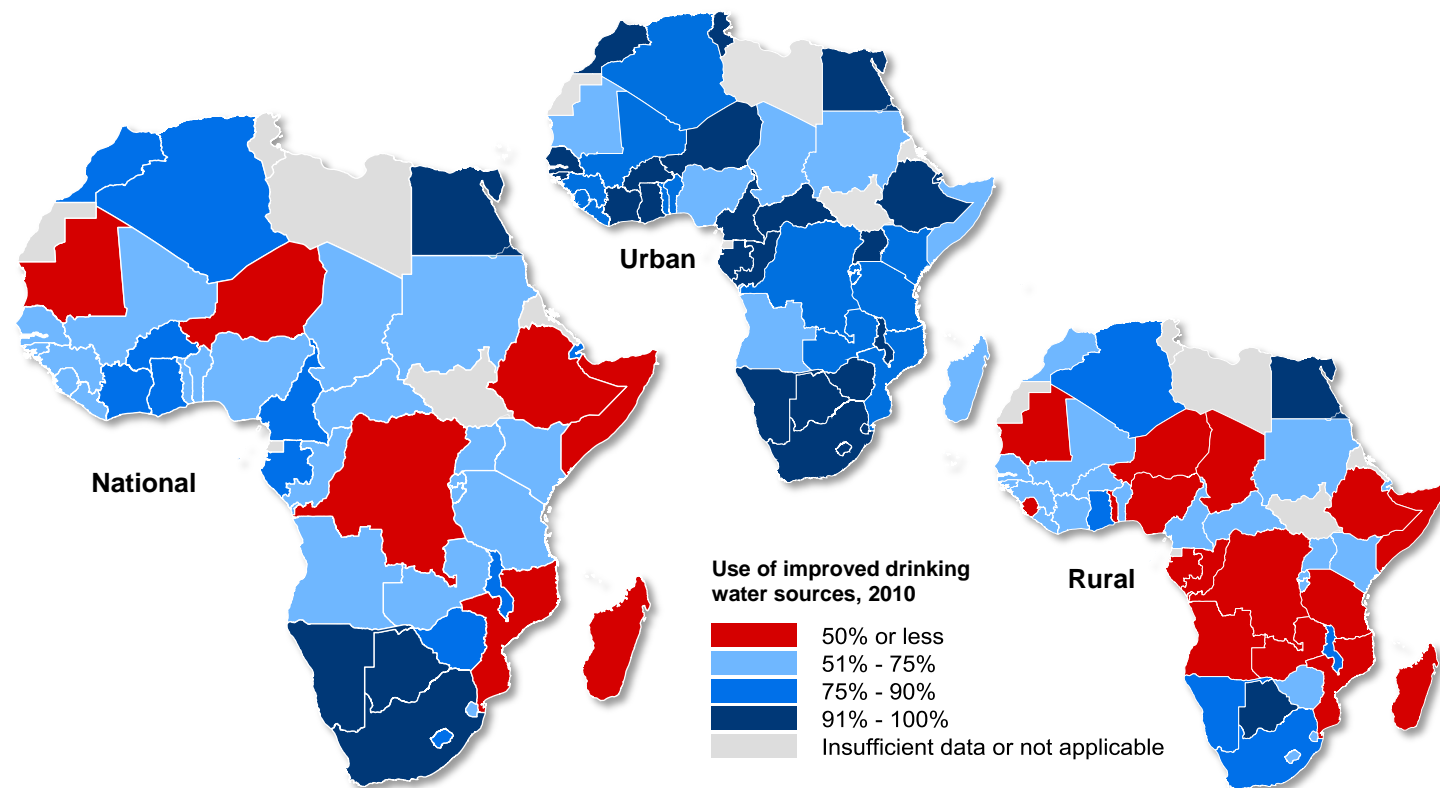 Urban
National
Rural
Use of improved drinking
water sources, 2010
50% or less
51% - 75%
75% - 90%
91% - 100%
Insufficient data or not applicable